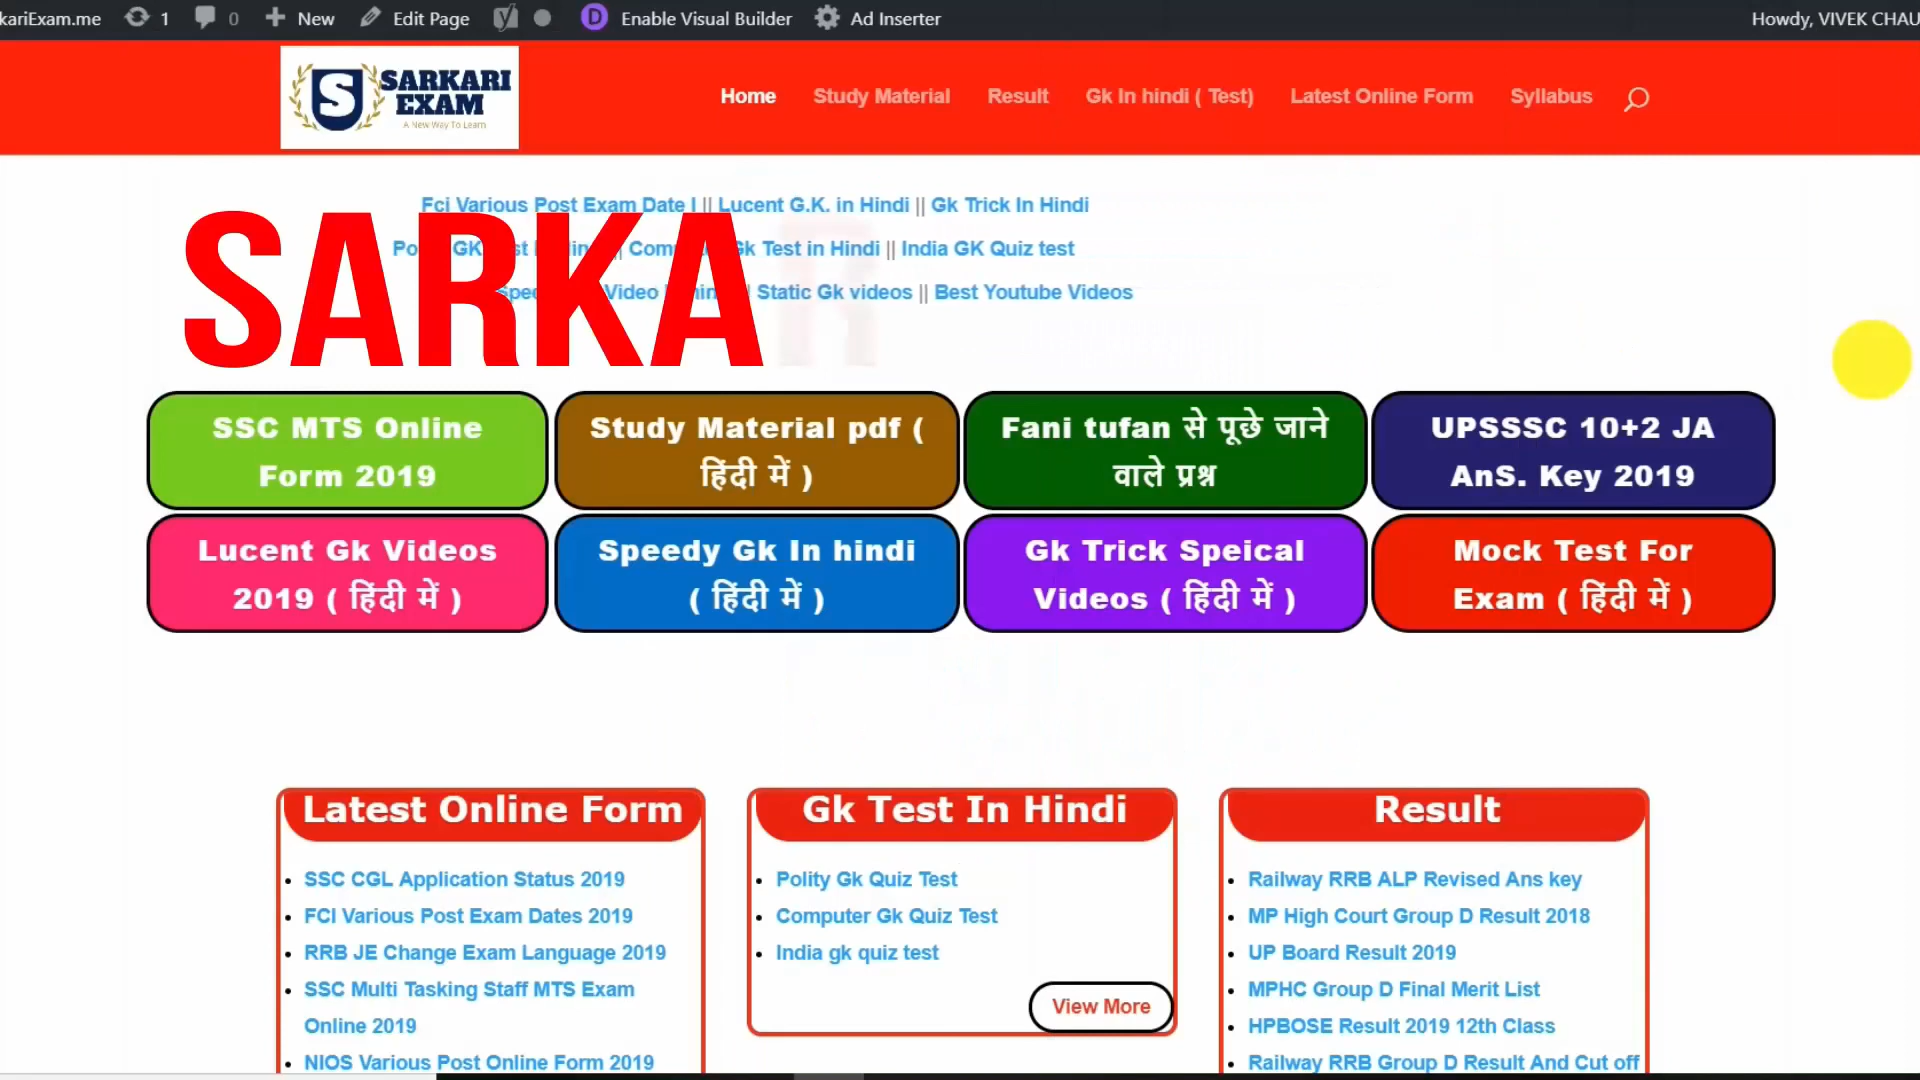 kariExam.me 1 0 New Edit Page Enable Visual Builder Ad Inserter Howdy, VIVEK CHAU
SARKARI
EXAM
A New Way To Learn
Home Study Material Result Gk In hindi ( Test) Latest Online Form Syllabus
Fci Various Post Exam Date I || Lucent G.K. in Hindi || Gk Trick In Hindi
GK || Gk Test in Hindi || India GK Quiz test
Video || Static Gk videos || Best Youtube Videos
SARKAR
SSC MTS Online
Form 2019
Study Material pdf (
हिंदी में )
Fani tufan से पूछे जाने
वाले प्रश्न
UPSSSC 10+2 JA
AnS. Key 2019
Lucent Gk Videos
2019 ( हिंदी में )
Speedy Gk In hindi
( हिंदी में )
Gk Trick Speical
Videos ( हिंदी में )
Mock Test For
Exam ( हिंदी में )
Latest Online Form
SSC CGL Application Status 2019
FCI Various Post Exam Dates 2019
RRB JE Change Exam Language 2019
SSC Multi Tasking Staff MTS Exam
Online 2019
NIOS Various Post Online Form 2019
Gk Test In Hindi
Polity Gk Quiz Test
Computer Gk Quiz Test
India gk quiz test
View More
Result
Railway RRB ALP Revised Ans key
MP High Court Group D Result 2018
UP Board Result 2019
MPHC Group D Final Merit List
HPBOSE Result 2019 12th Class
Railway RRB Group D Result And Cut off